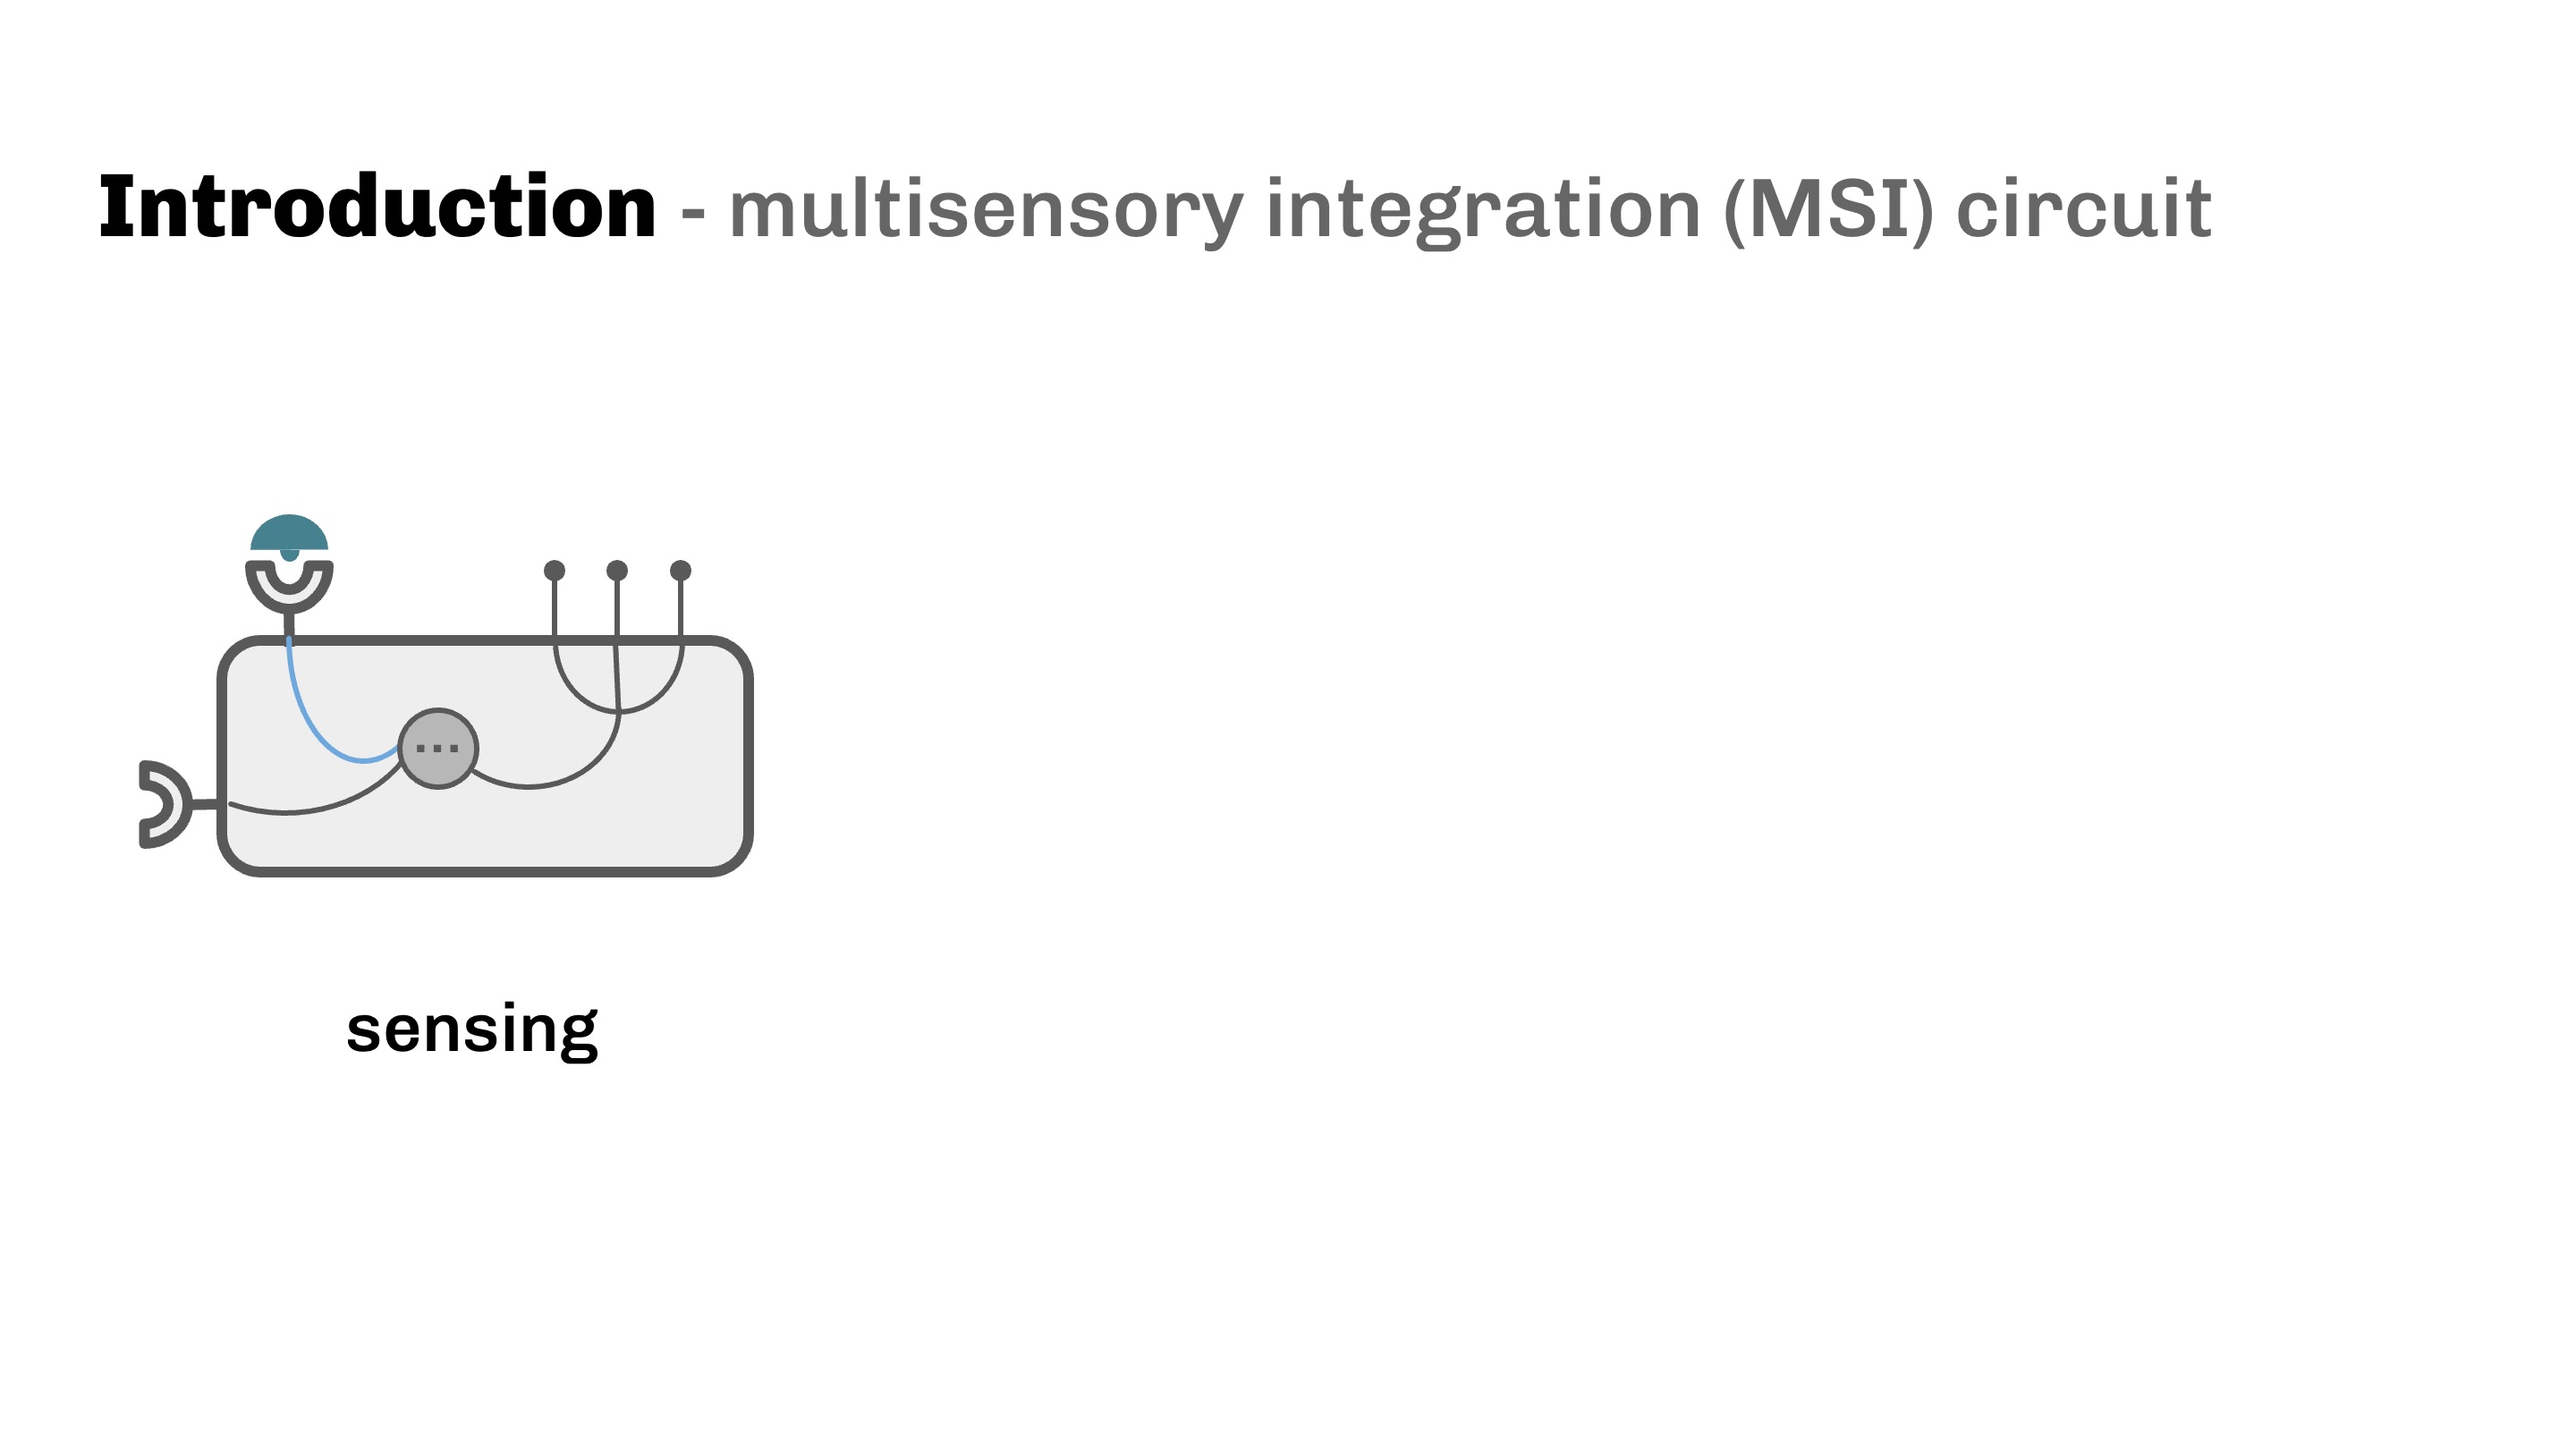 Introduction - multisensory integration (MSI) circuit
...
sensing